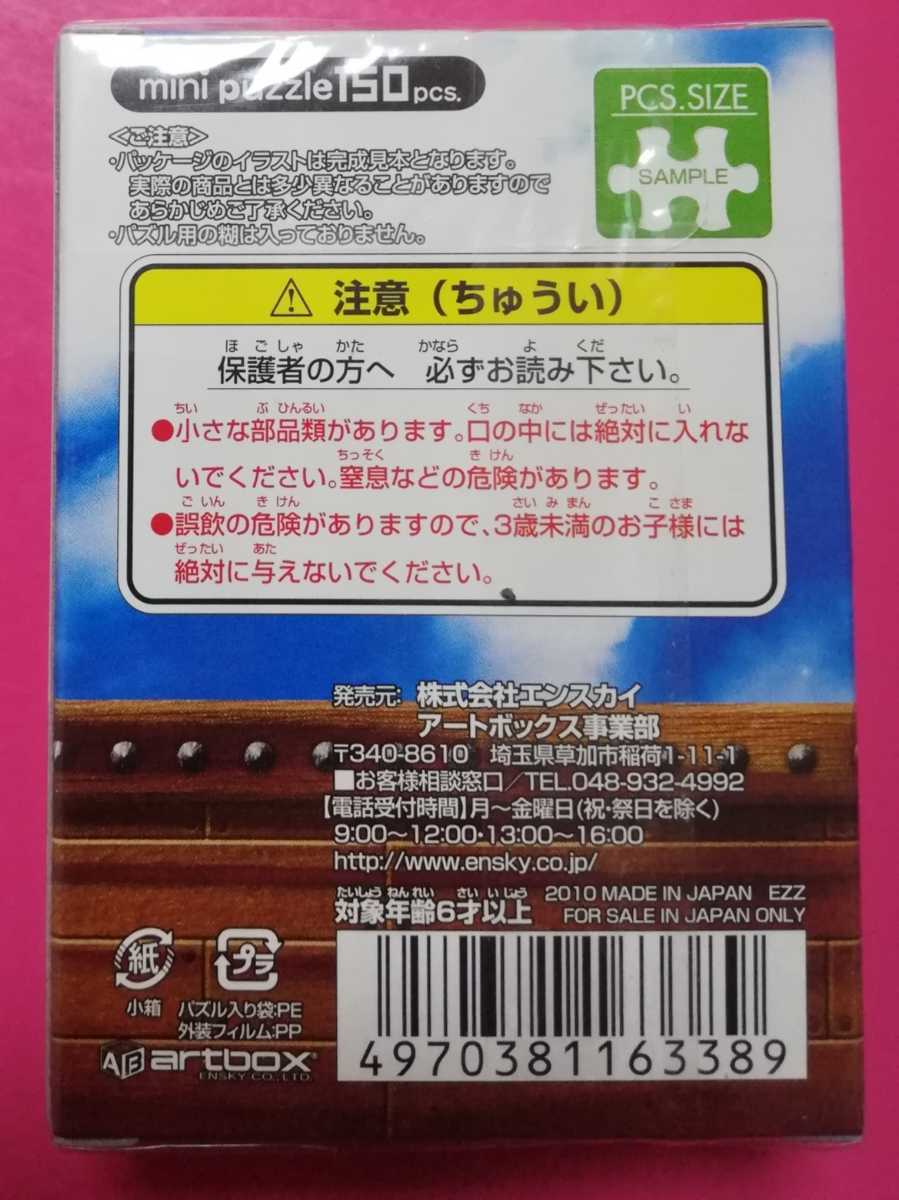 mini puzzle150pcs.
PCS.SIZE
SAMPLE
<ご注意>
・パッケージのイラストは完成見本となります。
実際の商品とは多少異なることがありますので
あらかじめご了承ください。
・パズル用の糊は入っておりません。
⚠ 注意(ちゅうい)
ほごしゃ かた かなら よ くだ
保護者の方へ 必ずお読み下さい。
ちい ぶひんるい くち なか ぜったい い
●小さな部品類があります。口の中には絶対に入れな
ちっそく きけん
いでください。窒息などの危険があります。
ごいん きけん さいみまん こさま
●誤飲の危険がありますので、3歳未満のお子様には
ぜったい あた
絶対に与えないでください。
発売元: 株式会社エンスカイ
アートボックス事業部
〒340-8610 埼玉県草加市稲荷1-11-1
■お客様相談窓口/TEL.048-932-4992
【電話受付時間】月〜金曜日(祝・祭日を除く)
9:00〜12:00・13:00〜16:00
http://www.ensky.co.jp/
たいしょうねんれい さいいじょう
対象年齢6才以上
2010 MADE IN JAPAN EZZ
FOR SALE IN JAPAN ONLY
紙
プラ
小箱
パズル入り袋:PE
外装フィルム:PP
AB artbox®
ENSKY CO., LTD.
4970381163389